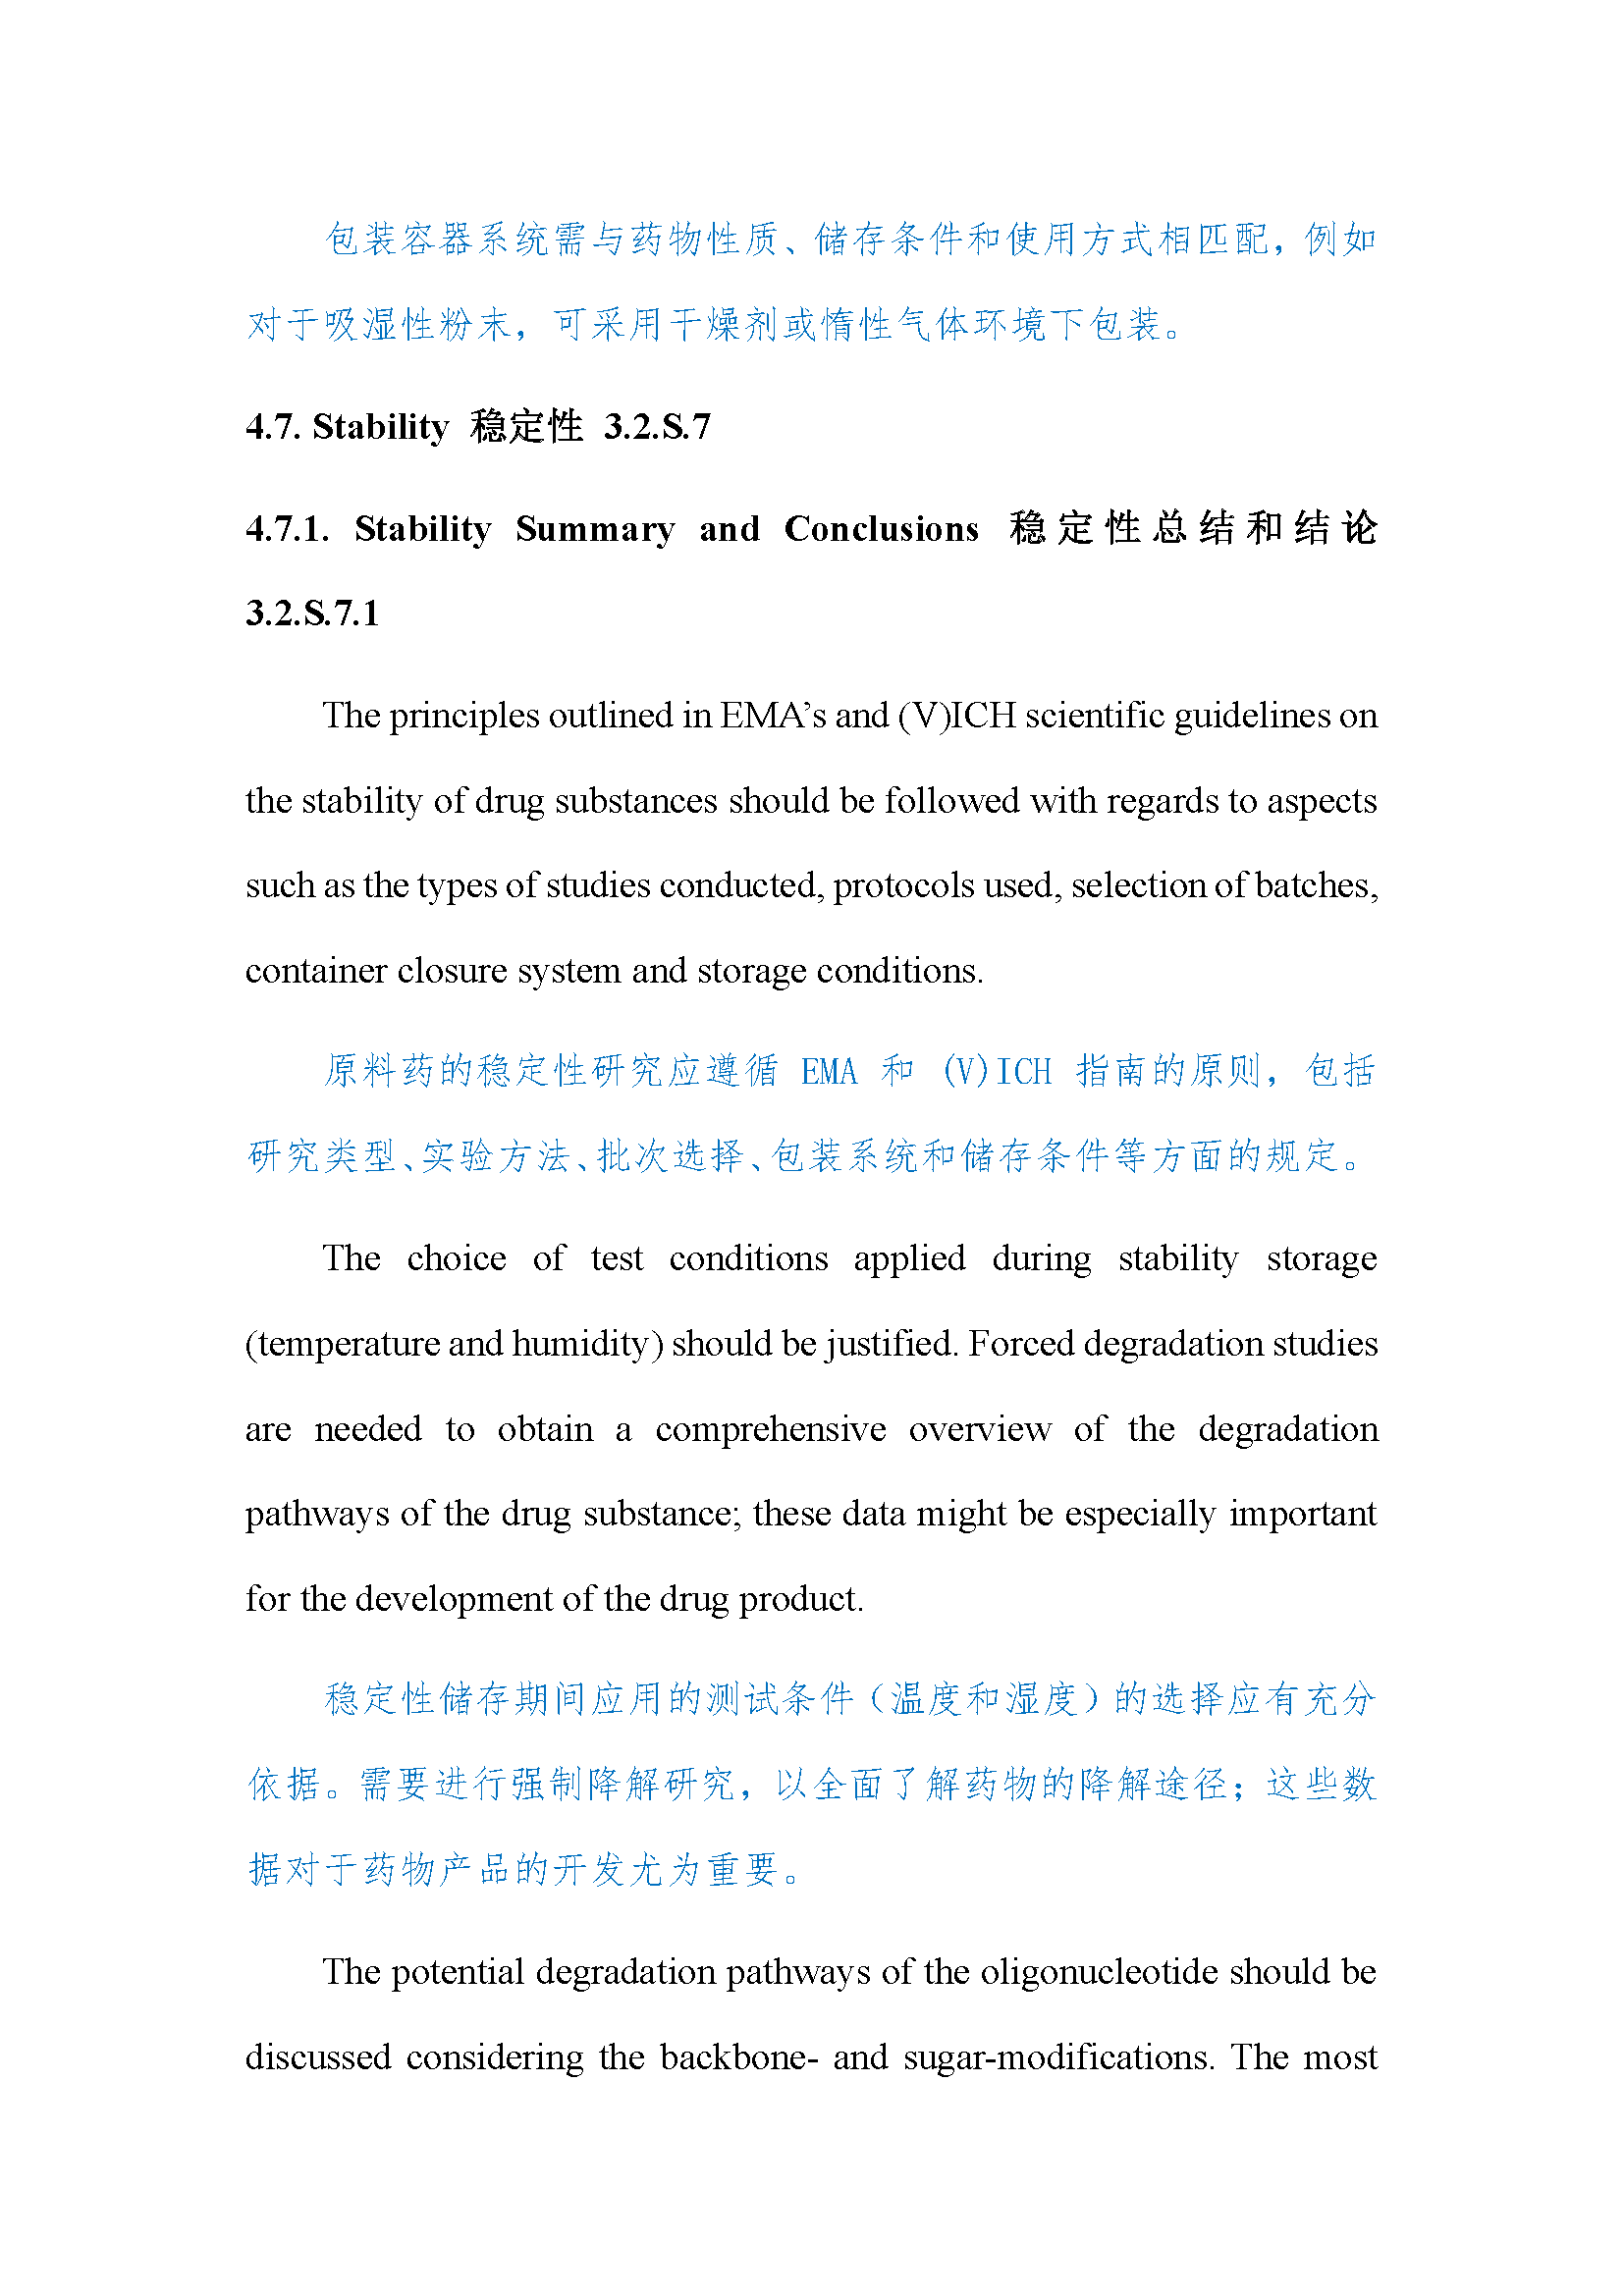 包装容器系统需与药物性质、储存条件和使用方式相匹配，例如
对于吸湿性粉末，可采用干燥剂或惰性气体环境下包装。
4.7. Stability 稳定性 3.2.S.7
4.7.1. Stability Summary and Conclusions 稳定性总结和结论
3.2.S.7.1
The principles outlined in EMA’s and (V)ICH scientific guidelines on
the stability of drug substances should be followed with regards to aspects
such as the types of studies conducted, protocols used, selection of batches,
container closure system and storage conditions.
原料药的稳定性研究应遵循 EMA 和 (V)ICH 指南的原则，包括
研究类型、实验方法、批次选择、包装系统和储存条件等方面的规定。
The choice of test conditions applied during stability storage
(temperature and humidity) should be justified. Forced degradation studies
are needed to obtain a comprehensive overview of the degradation
pathways of the drug substance; these data might be especially important
for the development of the drug product.
稳定性储存期间应用的测试条件（温度和湿度）的选择应有充分
依据。需要进行强制降解研究，以全面了解药物的降解途径；这些数
据对于药物产品的开发尤为重要。
The potential degradation pathways of the oligonucleotide should be
discussed considering the backbone- and sugar-modifications. The most